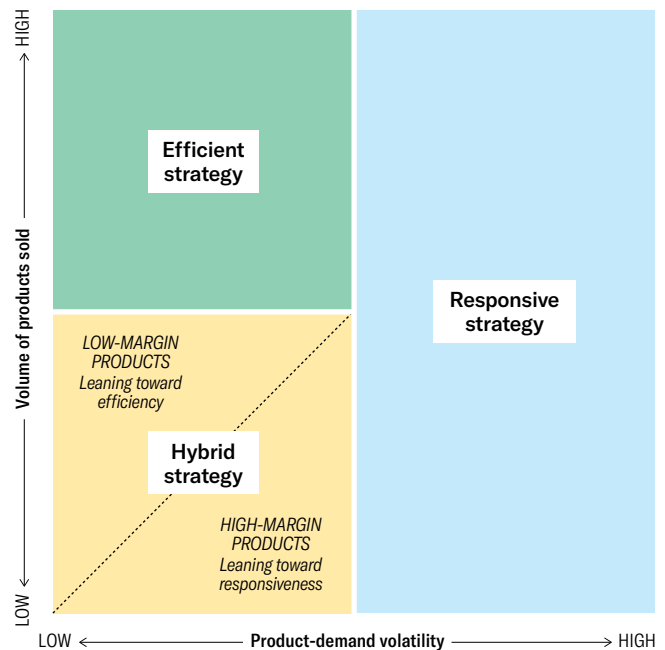 HIGH
Efficient
strategy
Volume of products sold
Responsive
strategy
LOW-MARGIN
PRODUCTS
Leaning toward
efficiency
Hybrid
strategy
HIGH-MARGIN
PRODUCTS
Leaning toward
responsiveness
LOW
LOW Product-demand volatility HIGH